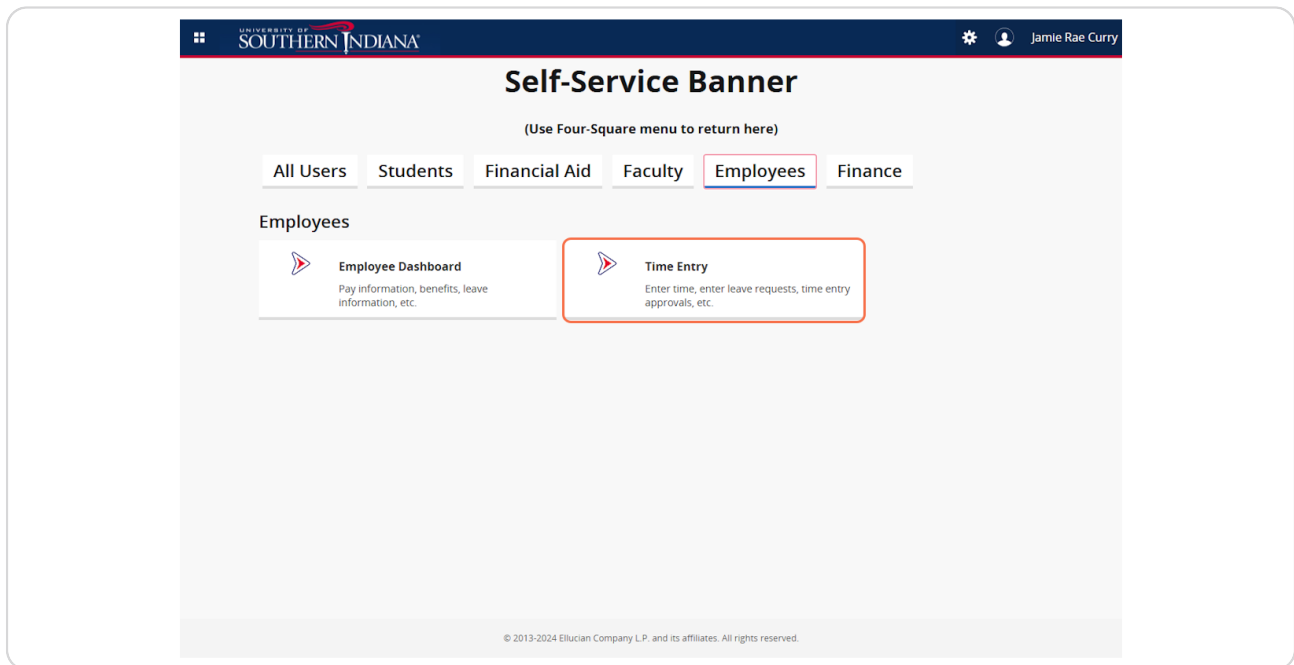 UNIVERSITY OF
SOUTHERN INDIANA®
Jamie Rae Curry
Self-Service Banner
(Use Four-Square menu to return here)
All Users Students Financial Aid Faculty Employees Finance
Employees
Employee Dashboard
Pay information, benefits, leave
information, etc.
Time Entry
Enter time, enter leave requests, time entry
approvals, etc.
© 2013-2024 Ellucian Company L.P. and its affiliates. All rights reserved.